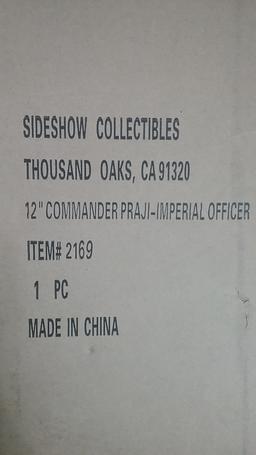 SIDESHOW COLLECTIBLES
THOUSAND OAKS, CA 91320
12" COMMANDER PRAJI-IMPERIAL OFFICER
ITEM# 2169
1 PC
MADE IN CHINA